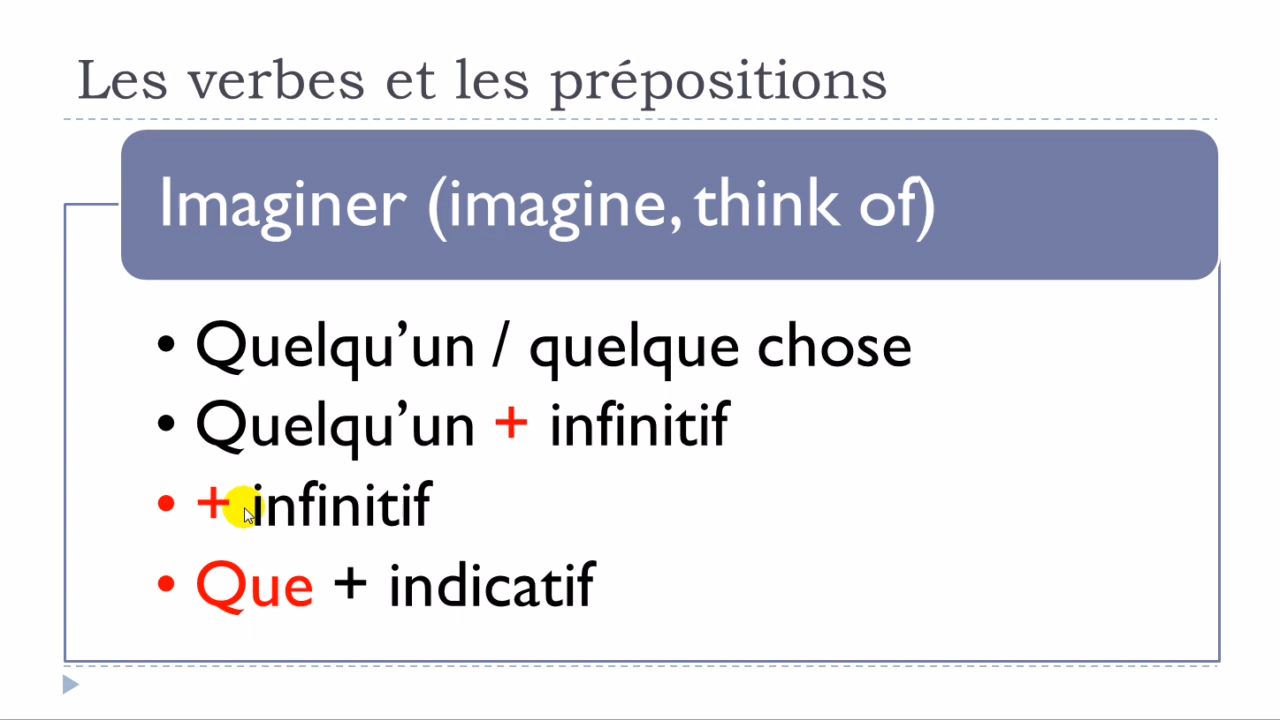 Les verbes et les prépositions
Imaginer (imagine, think of)
• Quelqu’un / quelque chose
• Quelqu’un + infinitif
• + infinitif
• Que + indicatif